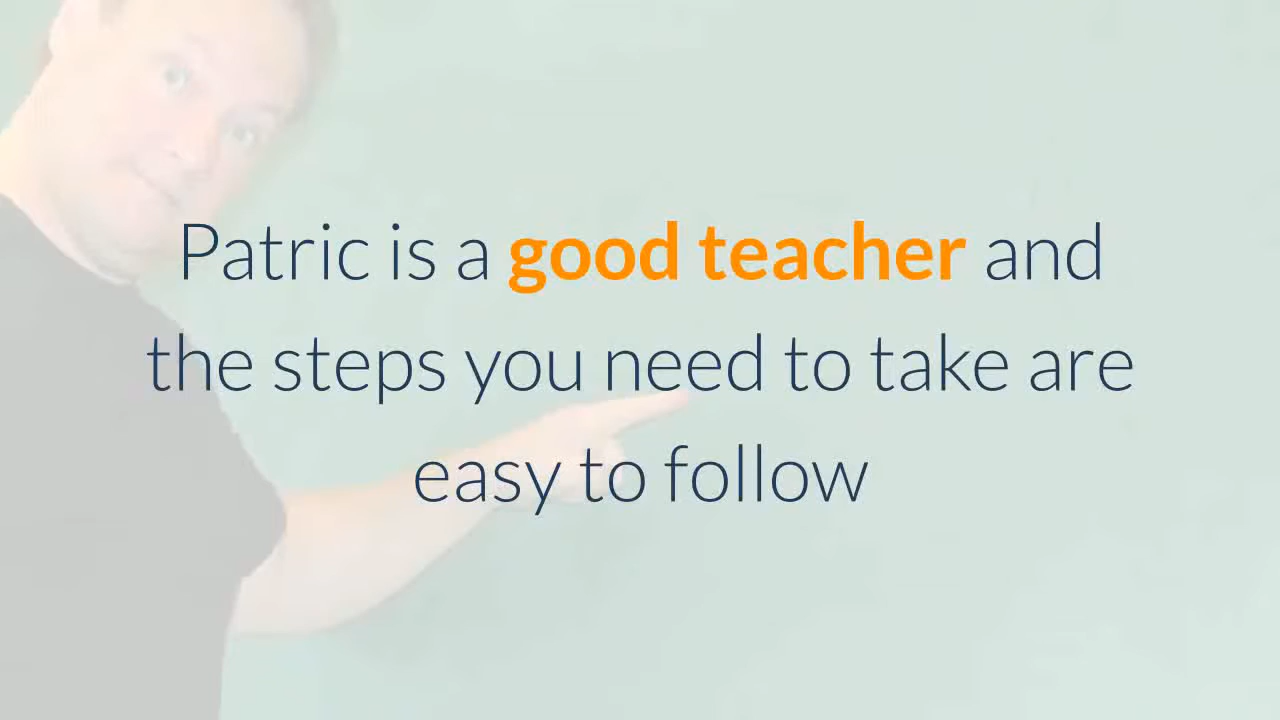 Patric is a good teacher and
the steps you need to take are
easy to follow